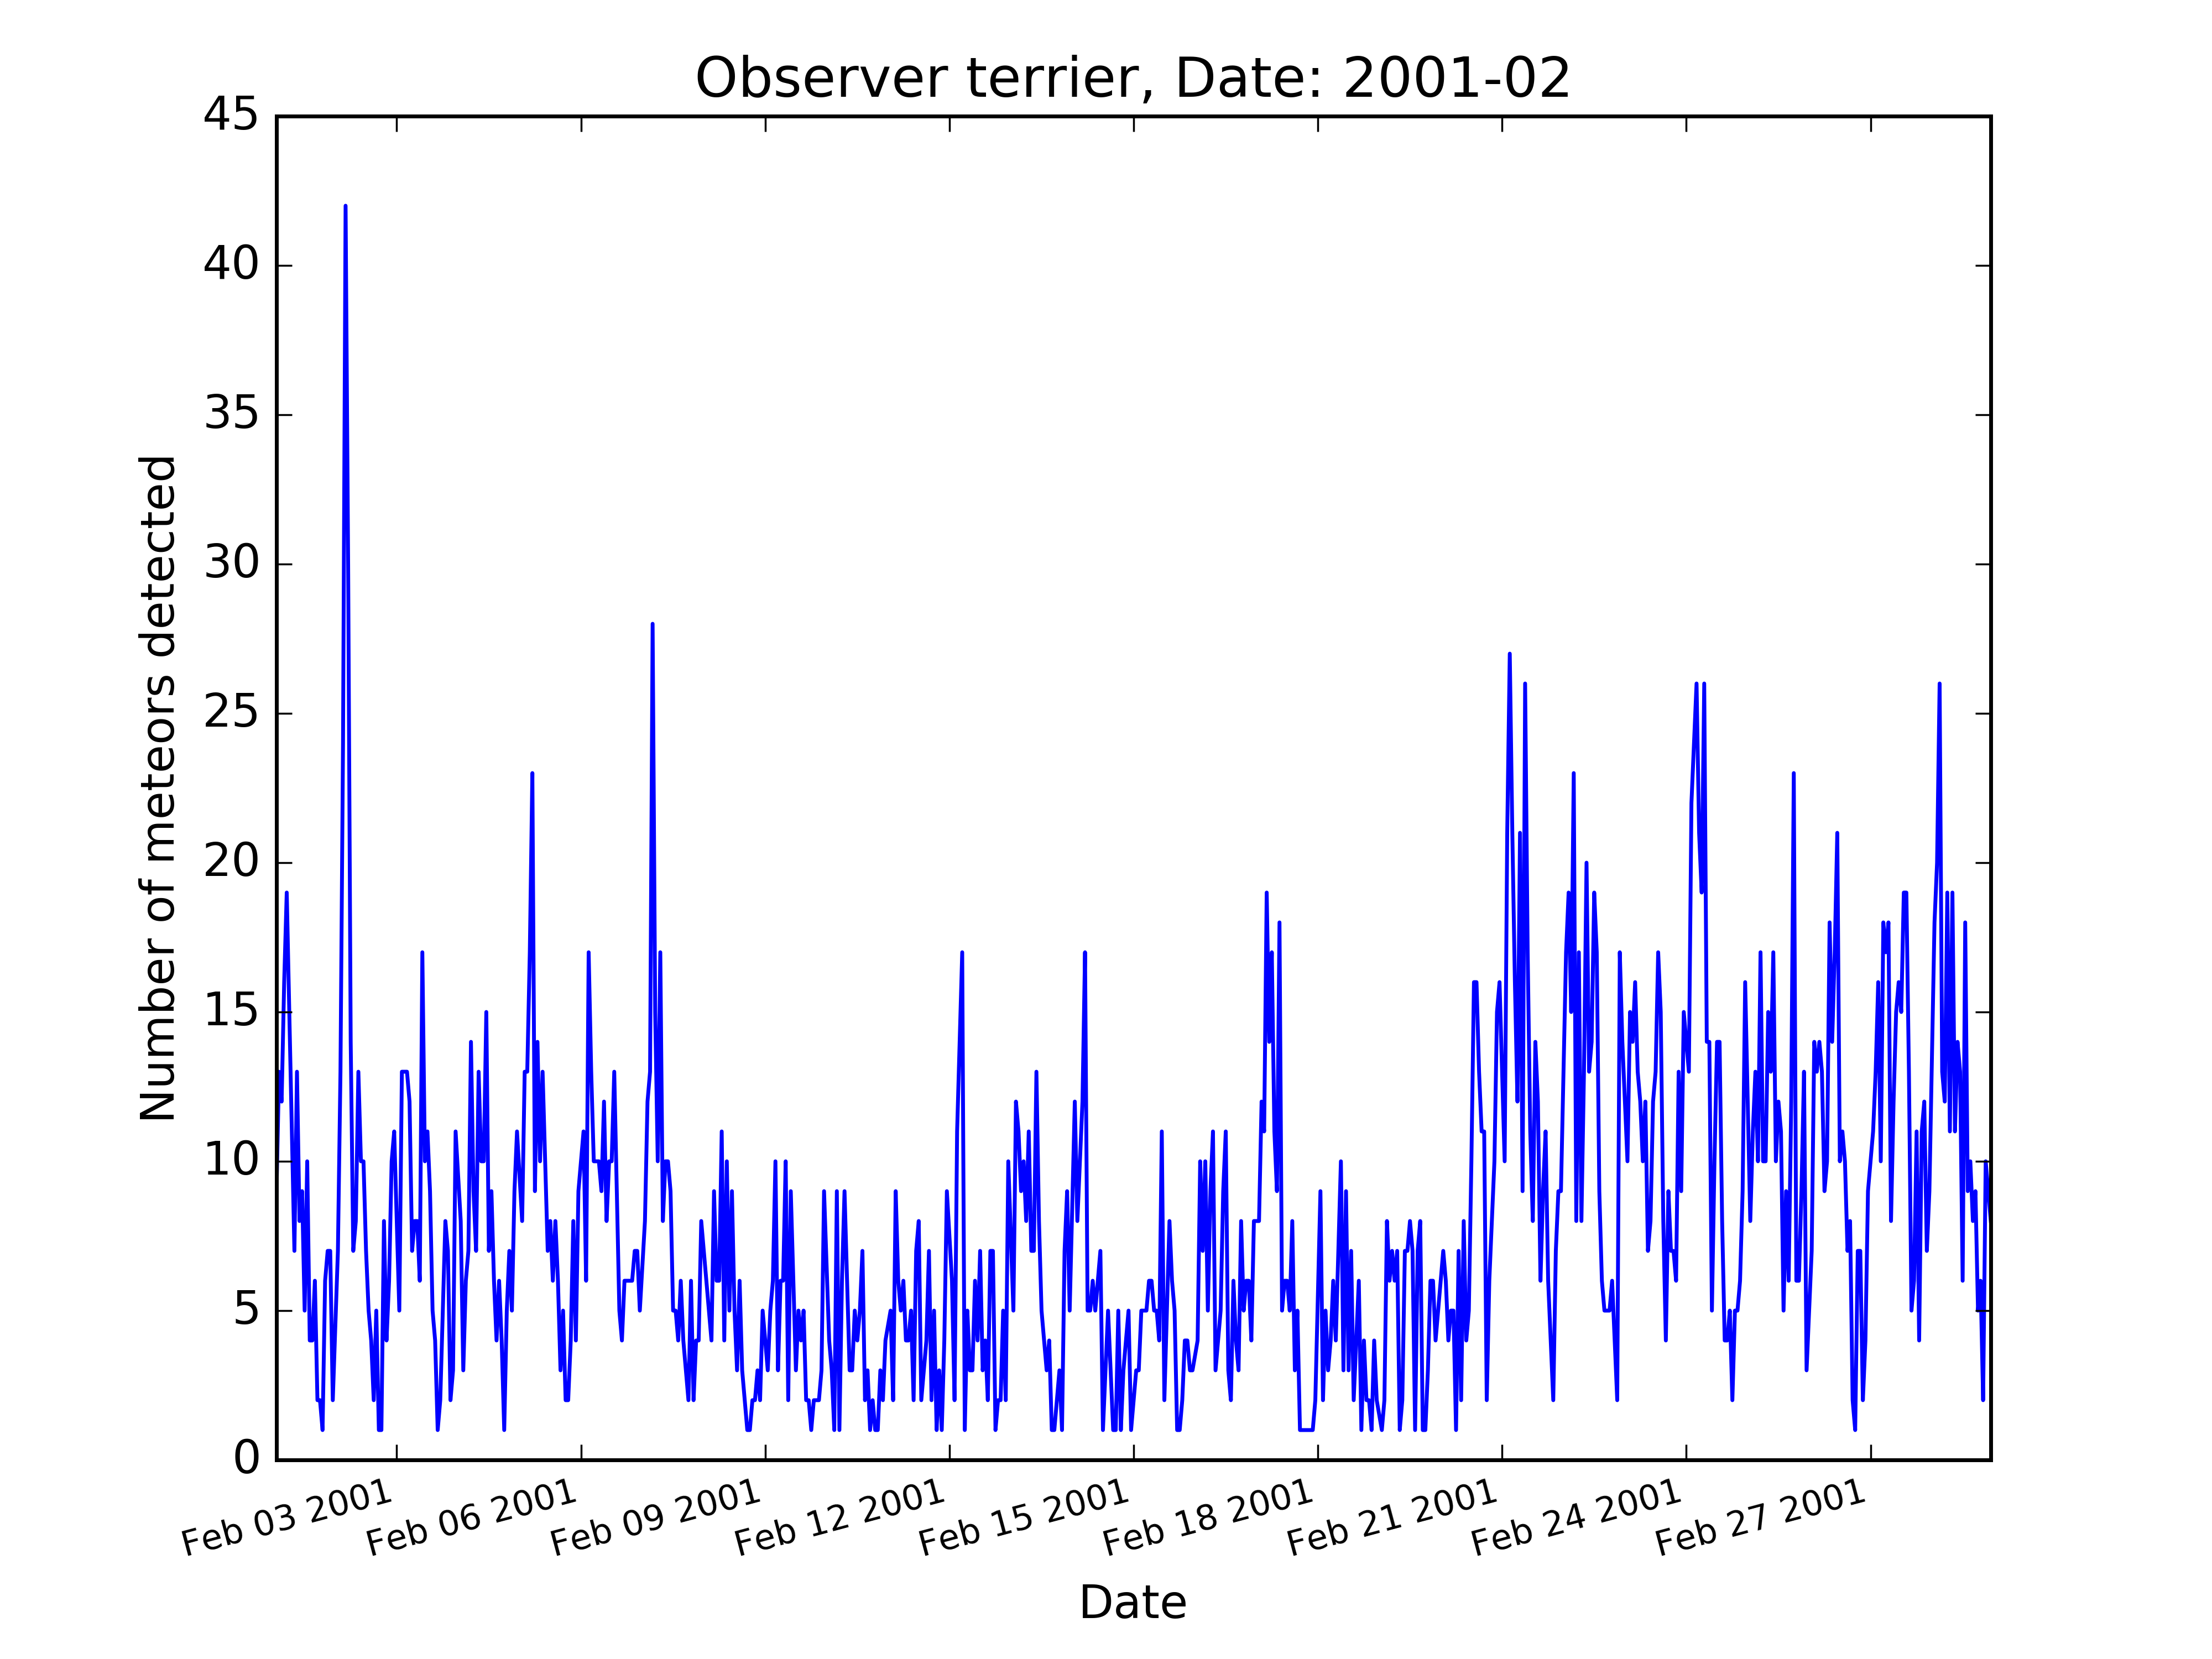 Observer terrier, Date: 2001-02
Number of meteors detected
45
40
35
30
25
20
15
10
5
0
Feb 03 2001
Feb 06 2001
Feb 09 2001
Feb 12 2001
Feb 15 2001
Feb 18 2001
Feb 21 2001
Feb 24 2001
Feb 27 2001
Date